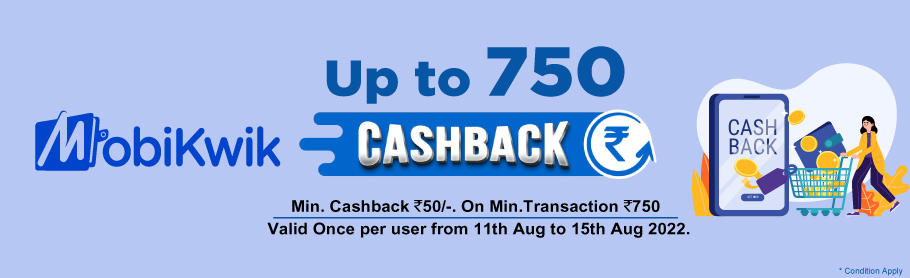 MobiKwik
Up to 750
CASHBACK ₹
Min. Cashback ₹50/-. On Min.Transaction ₹750
Valid Once per user from 11th Aug to 15th Aug 2022.
CASH
BACK
* Condition Apply